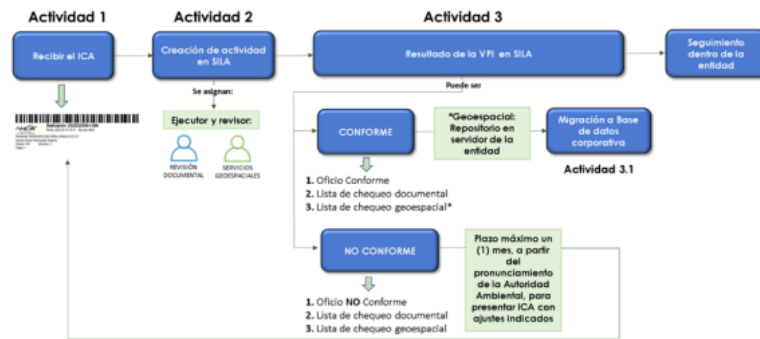 Actividad 1
Actividad 2
Actividad 3
Recibir el ICA
Creación de actividad
en SILA
Resultado de la VPI en SILA
Seguimiento
dentro de la
entidad
Se asignan:
Puede ser
Ejecutor y revisor:
REVISIÓN
DOCUMENTAL
SERVICIOS
GEOESPACIALES
CONFORME
*Geoespacial:
Repositorio en
servidor de la
entidad
Migración a Base
de datos
corporativa
Actividad 3.1
1. Oficio Conforme
2. Lista de chequeo documental
3. Lista de chequeo geoespacial*
NO CONFORME
Plazo máximo un
(1) mes, a partir
del
pronunciamiento
de la Autoridad
Ambiental, para
presentar ICA con
ajustes indicados
1. Oficio NO Conforme
2. Lista de chequeo documental
3. Lista de chequeo geoespacial